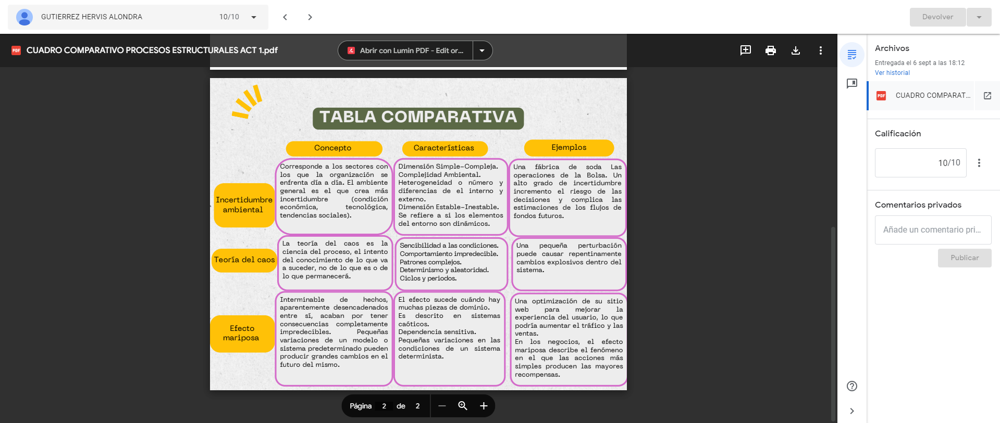 GUTIERREZ HERVIS ALONDRA
10/10
Devolver
PDF
CUADRO COMPARATIVO PROCESOS ESTRUCTURALES ACT 1.pdf
Abrir con Lumin PDF - Edit or...
TABLA COMPARATIVA
Concepto
Características
Ejemplos
Incertidumbre
ambiental
Corresponde a los sectores con
los que la organización se
enfrenta día a día. El ambiente
general es el que crea más
incertidumbre (condición
económica, tecnológica,
tendencias sociales).
Dimensión Simple-Compleja.
Complejidad Ambiental.
Heterogeneidad o número y
diferencias de el interno y
externo.
Dimensión Estable-Inestable.
Se refiere a si los elementos
del entorno son dinámicos.
Una fábrica de soda Las
operaciones de la Bolsa. Un
alto grado de incertidumbre
incremento el riesgo de las
decisiones y complica las
estimaciones de los flujos de
fondos futuros.
Teoría del caos
La teoría del caos es la
ciencia del proceso, el intento
del conocimiento de lo que va
a suceder, no de lo que es o de
lo que permanecerá.
Sencibilidad a las condiciones.
Comportamiento impredecible.
Patrones complejos.
Determinismo y aleatoridad.
Ciclos y periodos.
Una pequeña perturbación
puede causar repentinamente
cambios explosivos dentro del
sistema.
Efecto
mariposa
Interminable de hechos,
aparentemente desencadenados
entre sí, acaban por tener
consecuencias completamente
impredecibles. Pequeñas
variaciones de un modelo o
sistema predeterminado pueden
producir grandes cambios en el
futuro del mismo.
El efecto sucede cuándo hay
muchas piezas de dominio.
Es descrito en sistemas
caóticos.
Dependencia sensitiva.
Pequeñas variaciones en las
condiciones de un sistema
determinista.
Una optimización de su sitio
web para mejorar la
experiencia del usuario, lo que
podría aumentar el tráfico y las
ventas.
En los negocios, el efecto
mariposa describe el fenómeno
en el que las acciones más
simples producen las mayores
recompensas.
Página 2 de 2
Archivos
Entregada el 6 sept a las 18:12
Ver historial
PDF
CUADRO COMPARAT...
Calificación
10/10
Comentarios privados
Añade un comentario pri...
Publicar